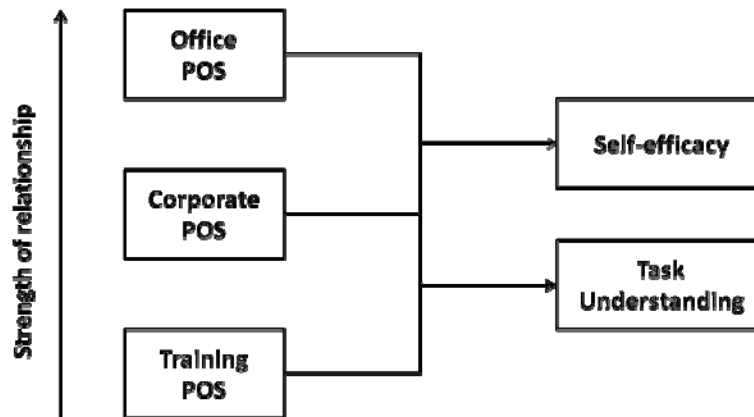 Strength of relationship
Office
POS
Corporate
POS
Training
POS
Self-efficacy
Task
Understanding